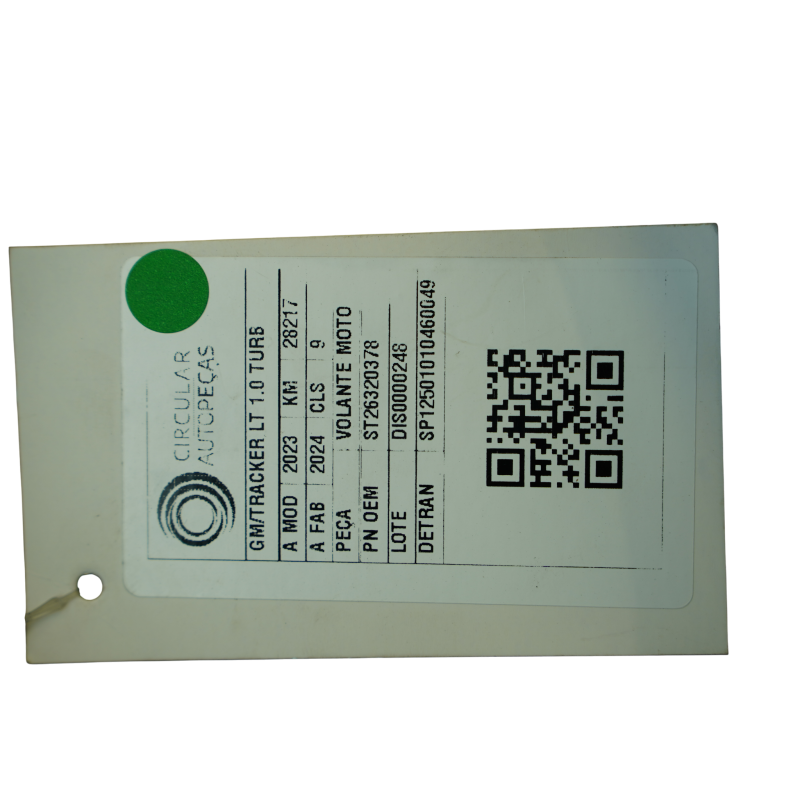 CIRCULAR
AUTOPEÇAS
GM/TRACKER LT 1.0 TURB
A MOD 2023 KM 28217
A FAB 2024 CLS 9
PEÇA VOLANTE MOTO
PN OEM ST26320378
LOTE DIS0000248
DETRAN SP12501010460049